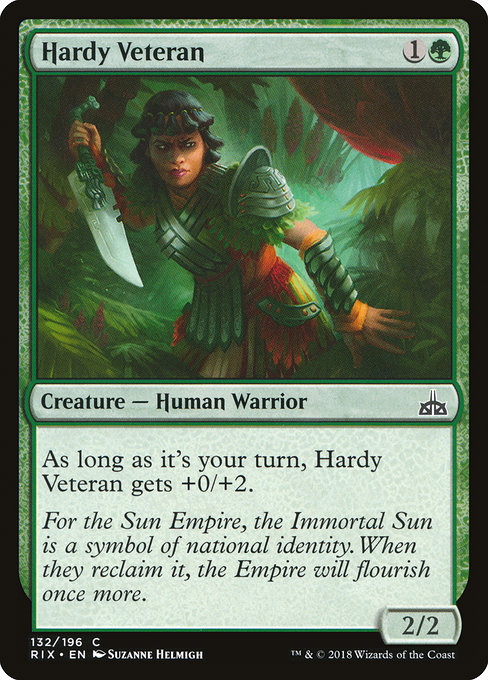 Hardy Veteran 1
Creature — Human Warrior
As long as it's your turn, Hardy
Veteran gets +0/+2.
For the Sun Empire, the Immortal Sun
is a symbol of national identity. When
they reclaim it, the Empire will flourish
once more.
2/2
132/196 C
RIX • EN Suzanne Helmigh
™ & © 2018 Wizards of the Coast